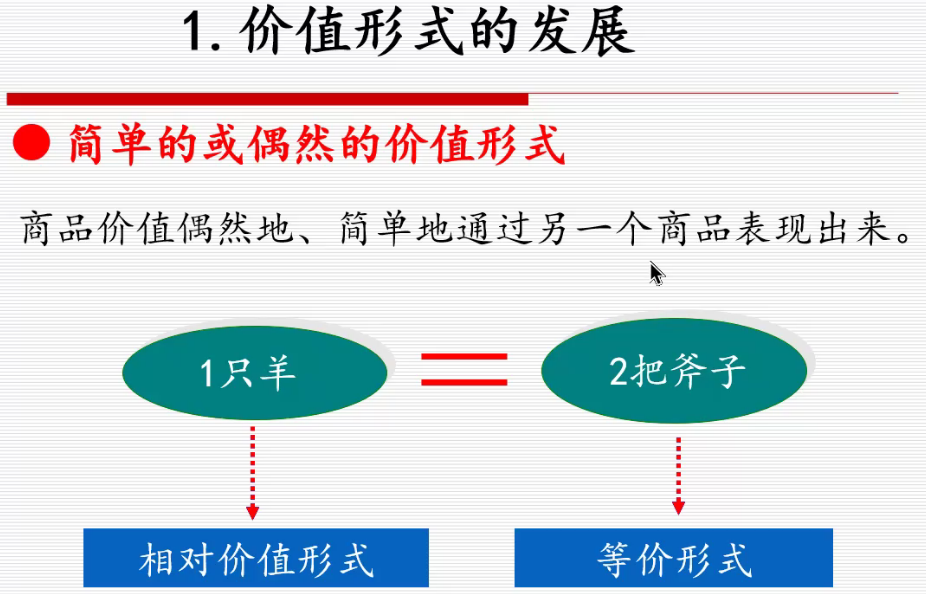 1.价值形式的发展
简单的或偶然的价值形式
商品价值偶然地、简单地通过另一个商品表现出来。
1只羊
2把斧子
相对价值形式
等价形式